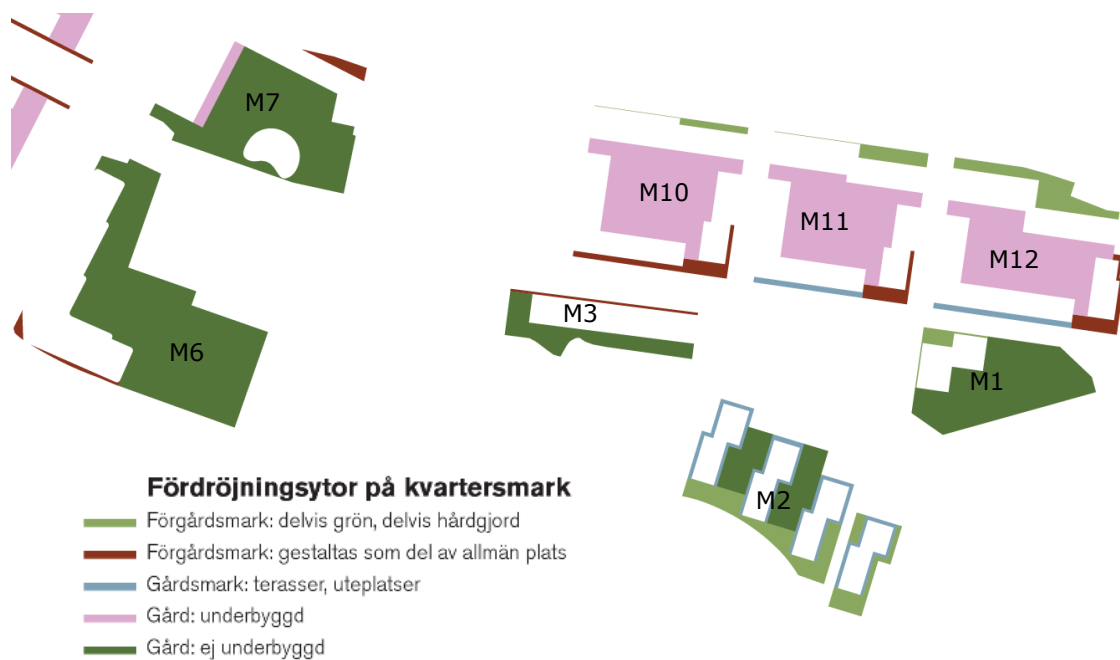 M7
M10
M11
M12
M3
M6
M1
M2
Fördröjningsytor på kvartersmark
Förgårdsmark: delvis grön, delvis hårdgjord
Förgårdsmark: gestaltas som del av allmän plats
Gårdsmark: terasser, uteplatser
Gård: underbyggd
Gård: ej underbyggd